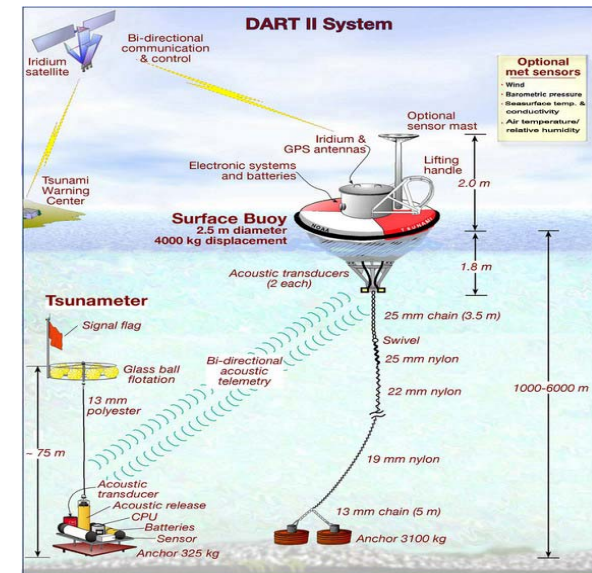 DART II System
Iridium
satellite
Bi-directional
communication
& control
Optional
met sensors
· Wind
· Barometric pressure
· Seasurface temp. &
conductivity
· Air temperature/
relative humidity
Optional
sensor mast
Iridium &
GPS antennas
Lifting
handle
Electronic systems
and batteries
2.0 m
Tsunami
Warning
Center
Surface Buoy
2.5 m diameter
4000 kg displacement
NOAA
TSUNAMI
1.8 m
Acoustic transducers
(2 each)
Tsunameter
Signal flag
25 mm chain (3.5 m)
Swivel
25 mm nylon
Bi-directional
acoustic
telemetry
Glass ball
flotation
22 mm nylon
1000-6000 m
13 mm
polyester
~ 75 m
19 mm nylon
Acoustic
transducer
Acoustic release
CPU
Batteries
Sensor
Anchor 325 kg
13 mm chain (5 m)
Anchor 3100 kg